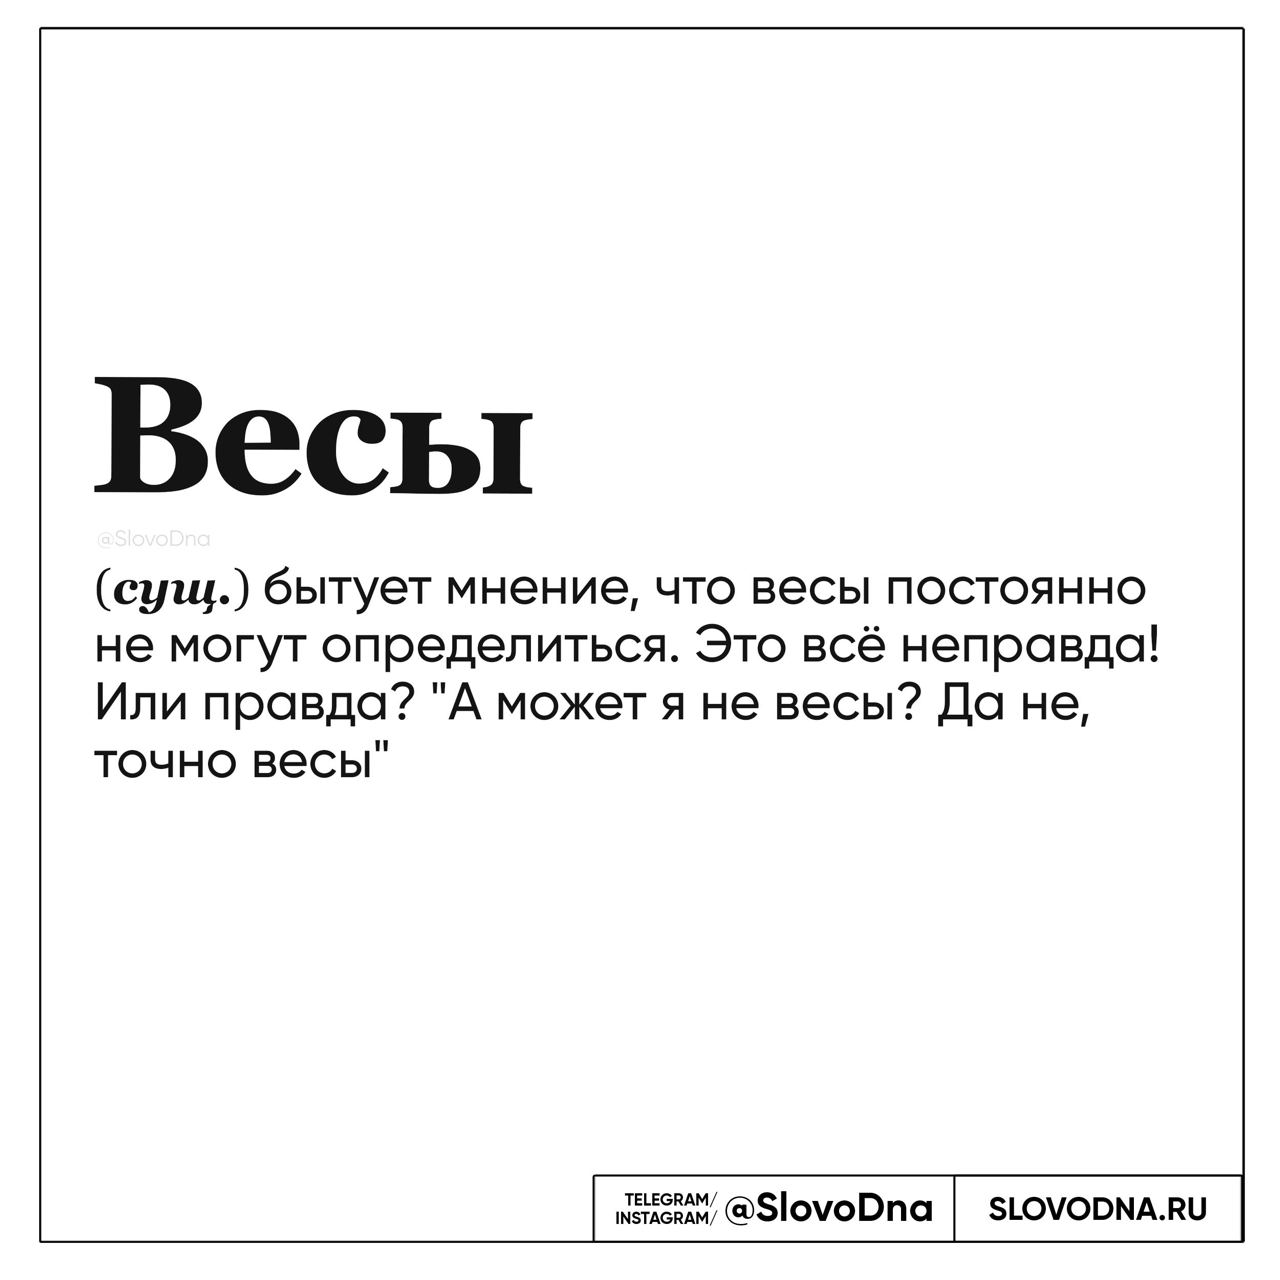 Весы
@SlovoDna
(сущ.) бытует мнение, что весы постоянно
не могут определиться. Это всё неправда!
Или правда? "А может я не весы? Да не,
точно весы"
TELEGRAM/
INSTAGRAM/
@SlovoDna
SLOVODNA.RU